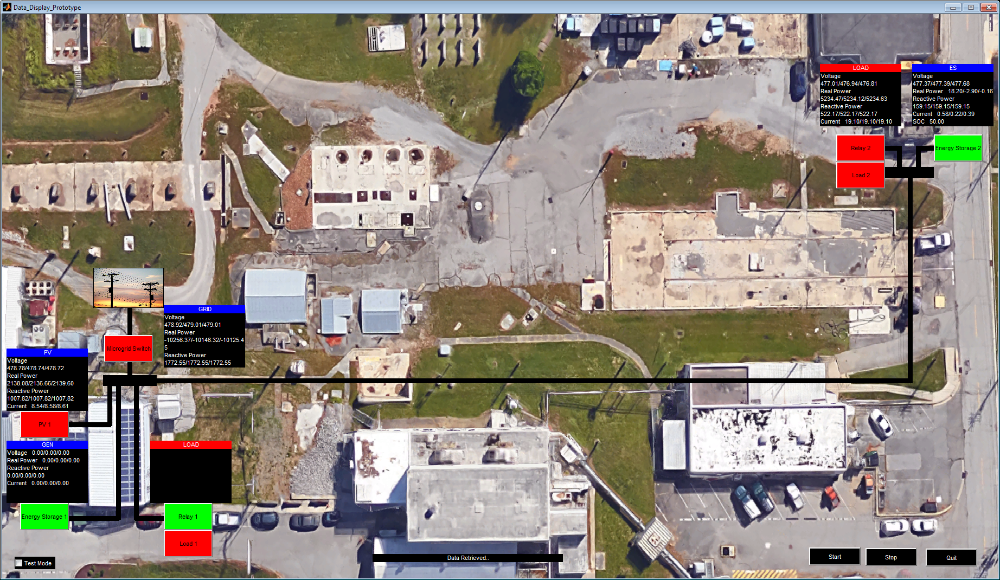 Data_Display_Prototype
LOAD
Voltage
477.01/476.94/476.81
Real Power
5234.47/5234.12/5234.63
Reactive Power
522.17/522.17/522.17
Current 19.10/19.10/19.10
ES
Voltage
477.37/477.39/477.68
Real Power 18.20/-2.90/-0.16
Reactive Power
159.15/159.15/159.15
Current 0.58/0.22/0.39
SOC 50.00
Relay 2
Energy Storage 2
Load 2
GRID
Voltage
478.92/479.01/479.01
Real Power
-10256.37/-10146.32/-10125.4
5
Reactive Power
1772.55/1772.55/1772.55
Microgrid Switch
PV
Voltage
478.78/478.74/478.72
Real Power
2138.08/2136.66/2139.60
Reactive Power
1007.82/1007.82/1007.82
Current 8.54/8.58/8.61
PV 1
GEN
Voltage 0.00/0.00/0.00
Real Power 0.00/0.00/0.00
Reactive Power
0.00/0.00/0.00
Current 0.00/0.00/0.00
LOAD
Energy Storage 1
Relay 1
Load 1
Test Mode
Data Retrieved..
Start
Stop
Quit